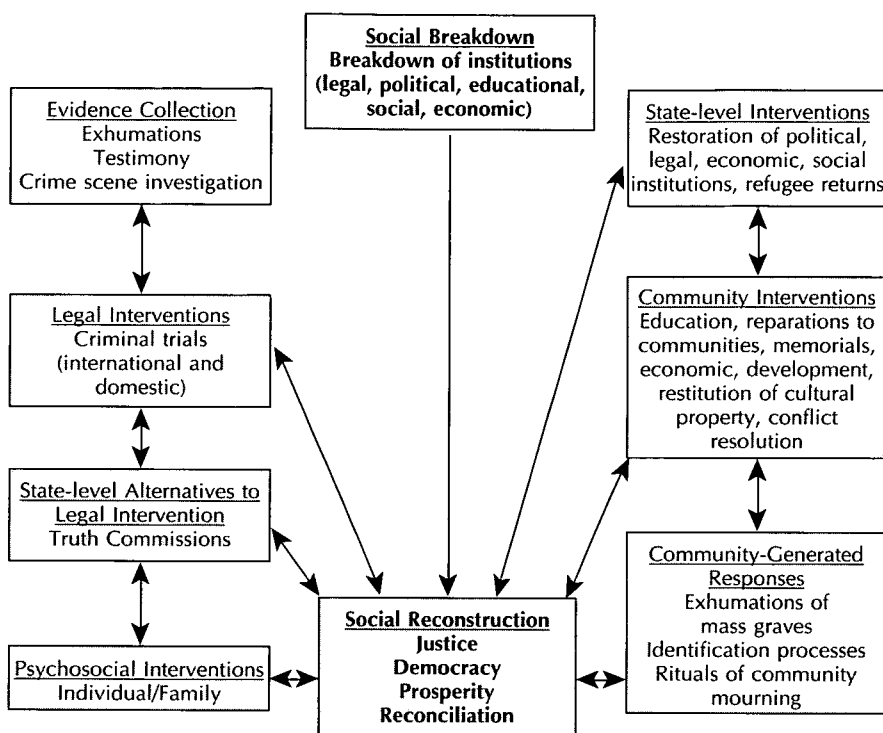 Social Breakdown
Breakdown of institutions
(legal, political, educational,
social, economic)
Evidence Collection
Exhumations
Testimony
Crime scene investigation
Legal Interventions
Criminal trials
(international and
domestic)
State-level Alternatives to
Legal Intervention
Truth Commissions
Psychosocial Interventions
Individual/Family
Social Reconstruction
Justice
Democracy
Prosperity
Reconciliation
State-level Interventions
Restoration of political,
legal, economic, social
institutions, refugee returns
Community Interventions
Education, reparations to
communities, memorials,
economic, development,
restitution of cultural
property, conflict
resolution
Community-Generated
Responses
Exhumations of
mass graves
Identification processes
Rituals of community
mourning